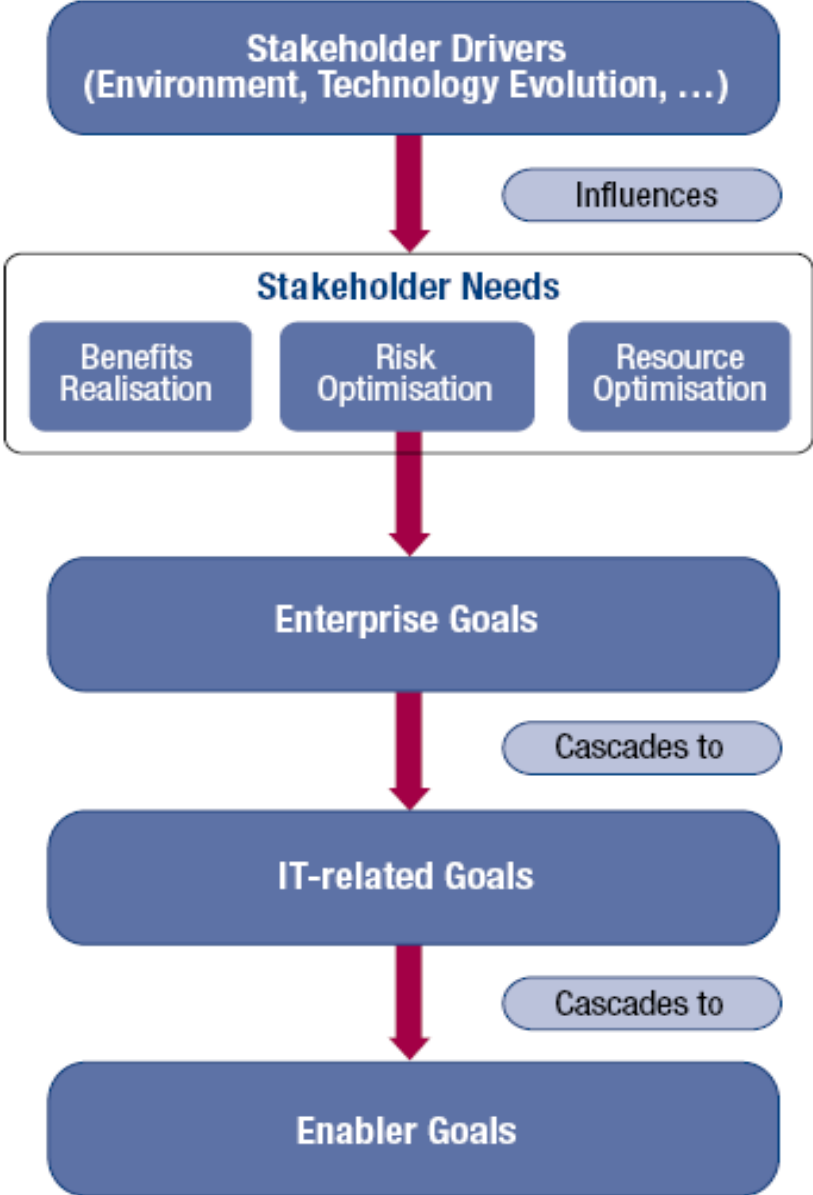 Stakeholder Drivers
(Environment, Technology Evolution, …)
Influences
Stakeholder Needs
Benefits
Realisation
Risk
Optimisation
Resource
Optimisation
Enterprise Goals
Cascades to
IT-related Goals
Cascades to
Enabler Goals